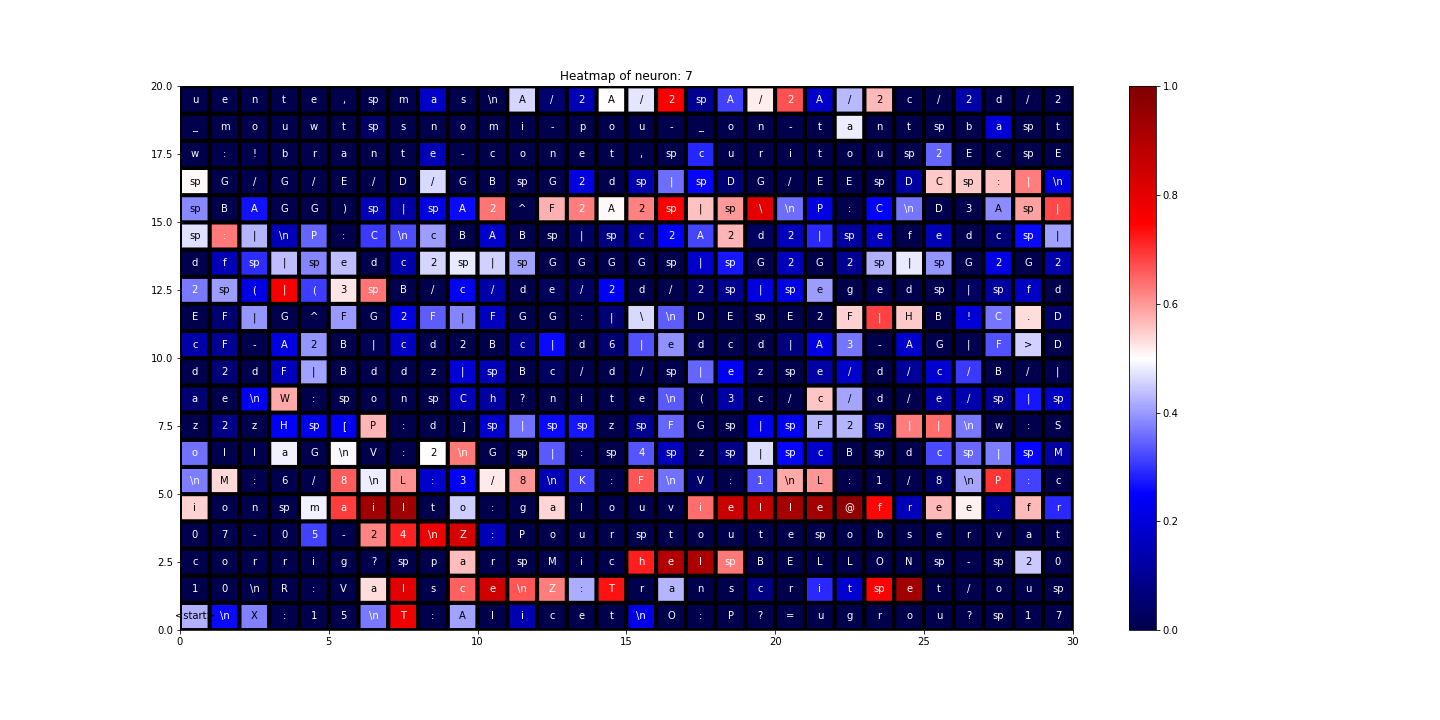 Heatmap of neuron: 7
20.0 u e n t e , sp m a s \n A / 2 A / 2 sp A / 2 A / 2 c / 2 d / 2 1.0
_ m o u w t sp s n o m i - p o u - _ o n - t a n t sp b a sp t
17.5 w : ! b r a n t e - c o n e t , sp c u r i t o u sp 2 E c sp E
sp G / G / E / D / G B sp G 2 d sp | sp D G / E E sp D C sp : | \n 0.8
15.0 sp B A G G ) sp | sp A 2 ^ F 2 A 2 sp | sp \ \n P : C \n D 3 A sp |
sp : | \n P : C \n c B A B sp | sp c 2 A 2 d 2 | sp e f e d c sp |
d f sp | sp e d c 2 sp | sp G G G G sp | sp G 2 G 2 sp | sp G 2 G 2
12.5 2 sp ( | ( 3 sp B / c / d e / 2 d / 2 sp | sp e g e d sp | sp f d 0.6
E F | G ^ F G 2 F | F G G : | \ \n D E sp E 2 F | H B ! C . D
10.0 c F - A 2 B | c d 2 B c | d 6 | e d c d | A 3 - A G | F > D
d 2 d F | B d d z | sp B c / d / sp | e z sp e / d / c / B / | 0.4
a e \n W : sp o n sp C h ? n i t e \n ( 3 c / c / d / e / sp | sp
7.5 z 2 z H sp [ P : d ] sp | sp sp z sp F G sp | sp F 2 sp | | \n w : S
o l l a G \n V : 2 \n G sp | : sp 4 sp z sp | sp c B sp d c sp | sp M
5.0 \n M : 6 / 8 \n L : 3 / 8 \n K : F \n V : 1 \n L : 1 / 8 \n P : c
i o n sp m a i l t o : g a l o u v i e l l e @ f r e e . f r 0.2
0 7 - 0 5 - 2 4 \n Z : P o u r sp t o u t e sp o b s e r v a t
2.5 c o r r i g ? sp p a r sp M i c h e l sp B E L L O N sp - sp 2 0
1 0 \n R : V a l s c e \n Z : T r a n s c r i t sp e t / o u sp
0.0 <start \n X : 1 5 \n T : A l i c e t \n O : P ? = u g r o u ? sp 1 7 0.0
0 5 10 15 20 25 30